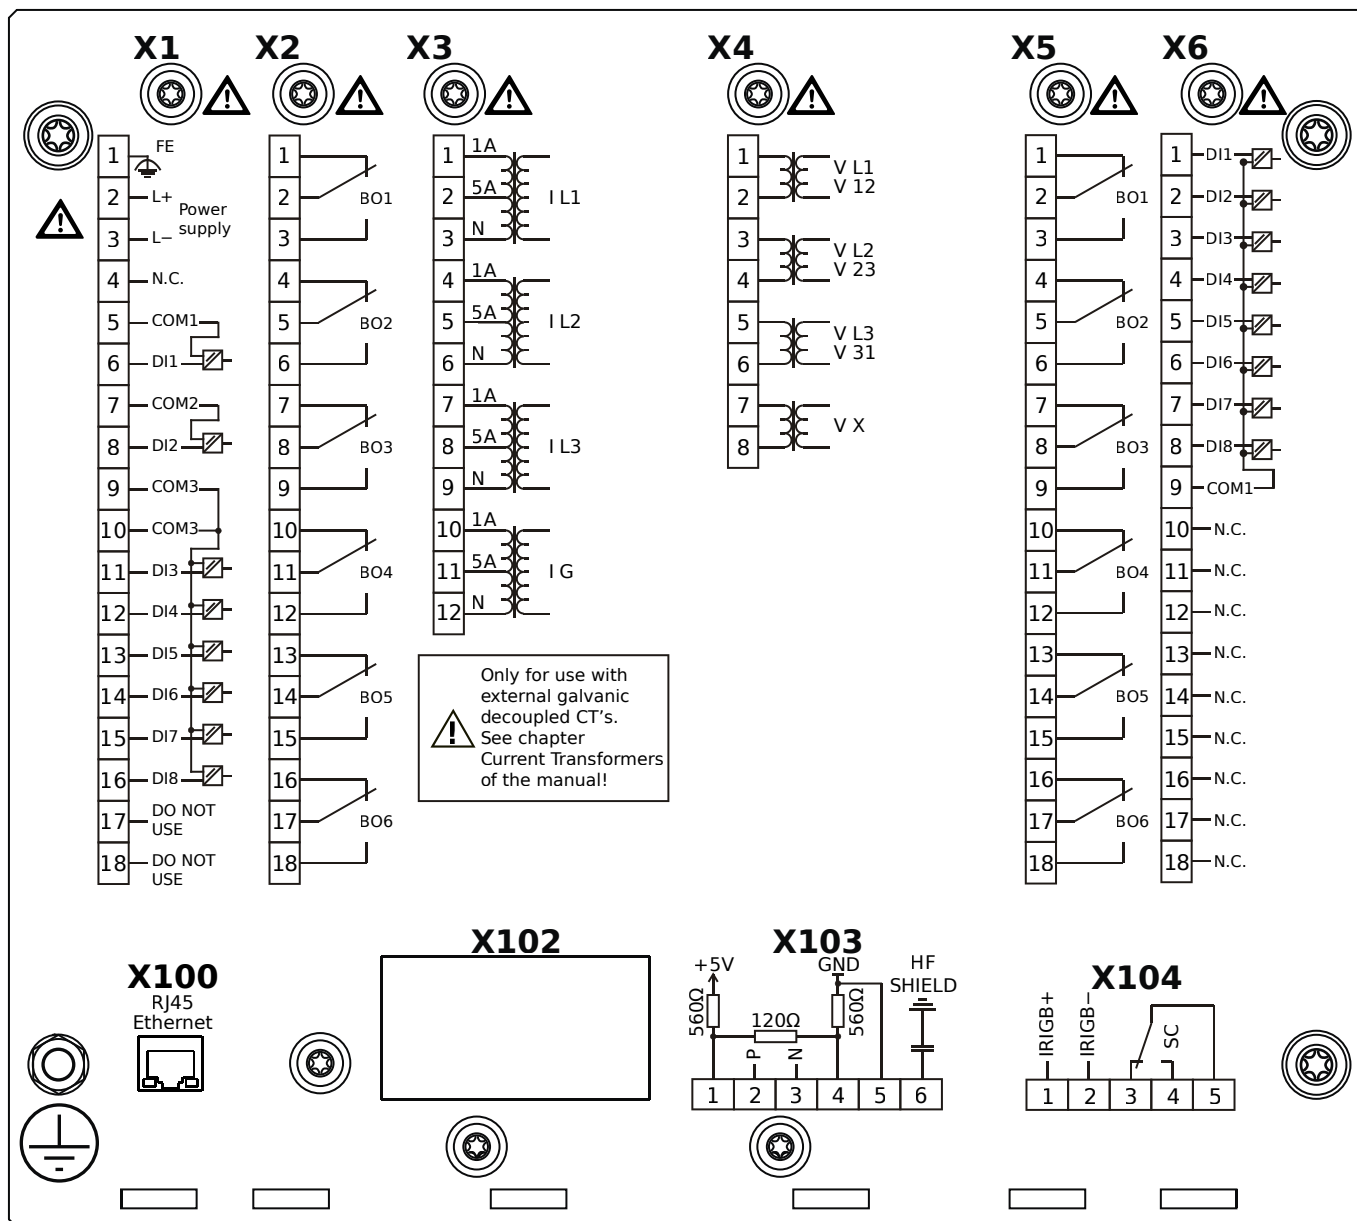 X1
X2
X3
X4
X5
X6
1 FE
2 L+
Power
supply
3 L−
4 N.C.
5 COM1
6 DI1
7 COM2
8 DI2
9 COM3
10 COM3
11 DI3
12 DI4
13 DI5
14 DI6
15 DI7
16 DI8
17 DO NOT
USE
18 DO NOT
USE
1
2 BO1
3
4
5 BO2
6
7
8 BO3
9
10
11 BO4
12
13
14 BO5
15
16
17 BO6
18
1 1A
2 5A I L1
3 N
4 1A
5 5A I L2
6 N
7 1A
8 5A I L3
9 N
10 1A
11 5A I G
12 N
Only for use with
external galvanic
decoupled CT's.
See chapter
Current Transformers
of the manual!
1 V L1
2 V 12
3 V L2
4 V 23
5 V L3
6 V 31
7 V X
8
1
2 BO1
3
4
5 BO2
6
7
8 BO3
9
10
11 BO4
12
13
14 BO5
15
16
17 BO6
18
1 DI1
2 DI2
3 DI3
4 DI4
5 DI5
6 DI6
7 DI7
8 DI8
9 COM1
10 N.C.
11 N.C.
12 N.C.
13 N.C.
14 N.C.
15 N.C.
16 N.C.
17 N.C.
18 N.C.
X100
RJ45
Ethernet
X102
X103
+5V
GND
HF
SHIELD
560Ω
120Ω
560Ω
P
N
1 2 3 4 5 6
X104
IRIGB+
IRIGB−
SC
1 2 3 4 5